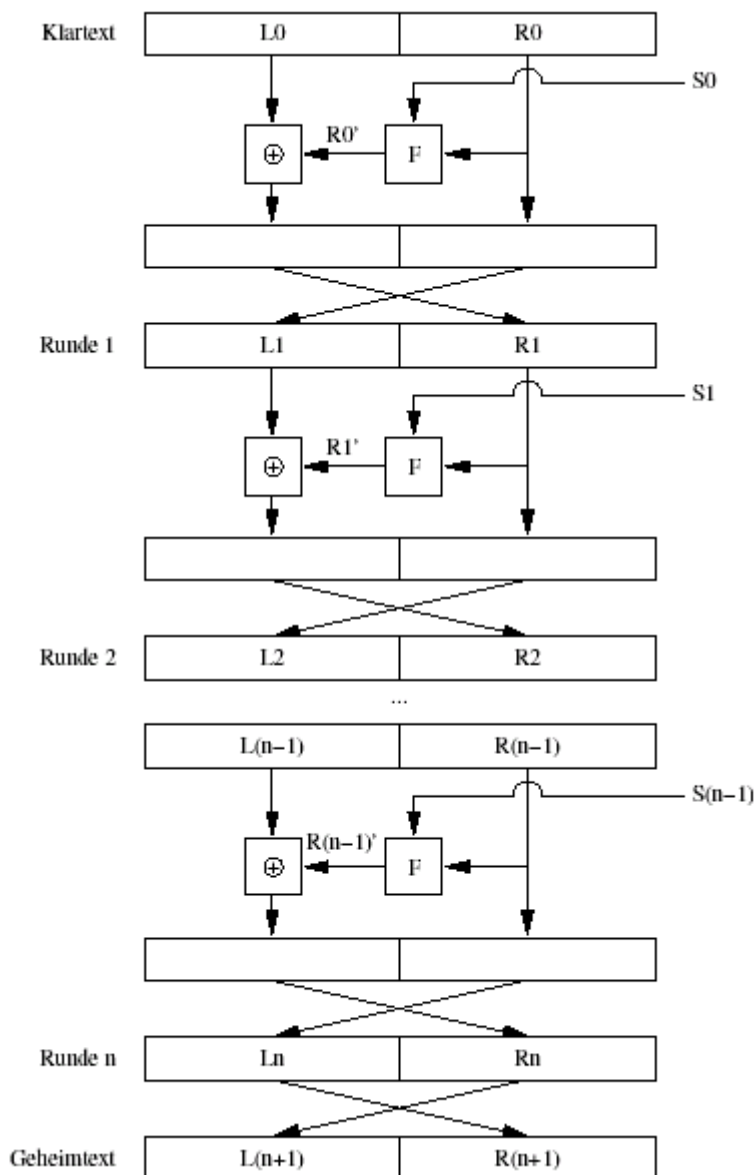 Klartext L0 R0
S0
⊕ R0’ F
Runde 1 L1 R1
S1
⊕ R1’ F
Runde 2 L2 R2
...
L(n−1) R(n−1)
S(n−1)
⊕ R(n−1)’ F
Runde n Ln Rn
Geheimtext L(n+1) R(n+1)